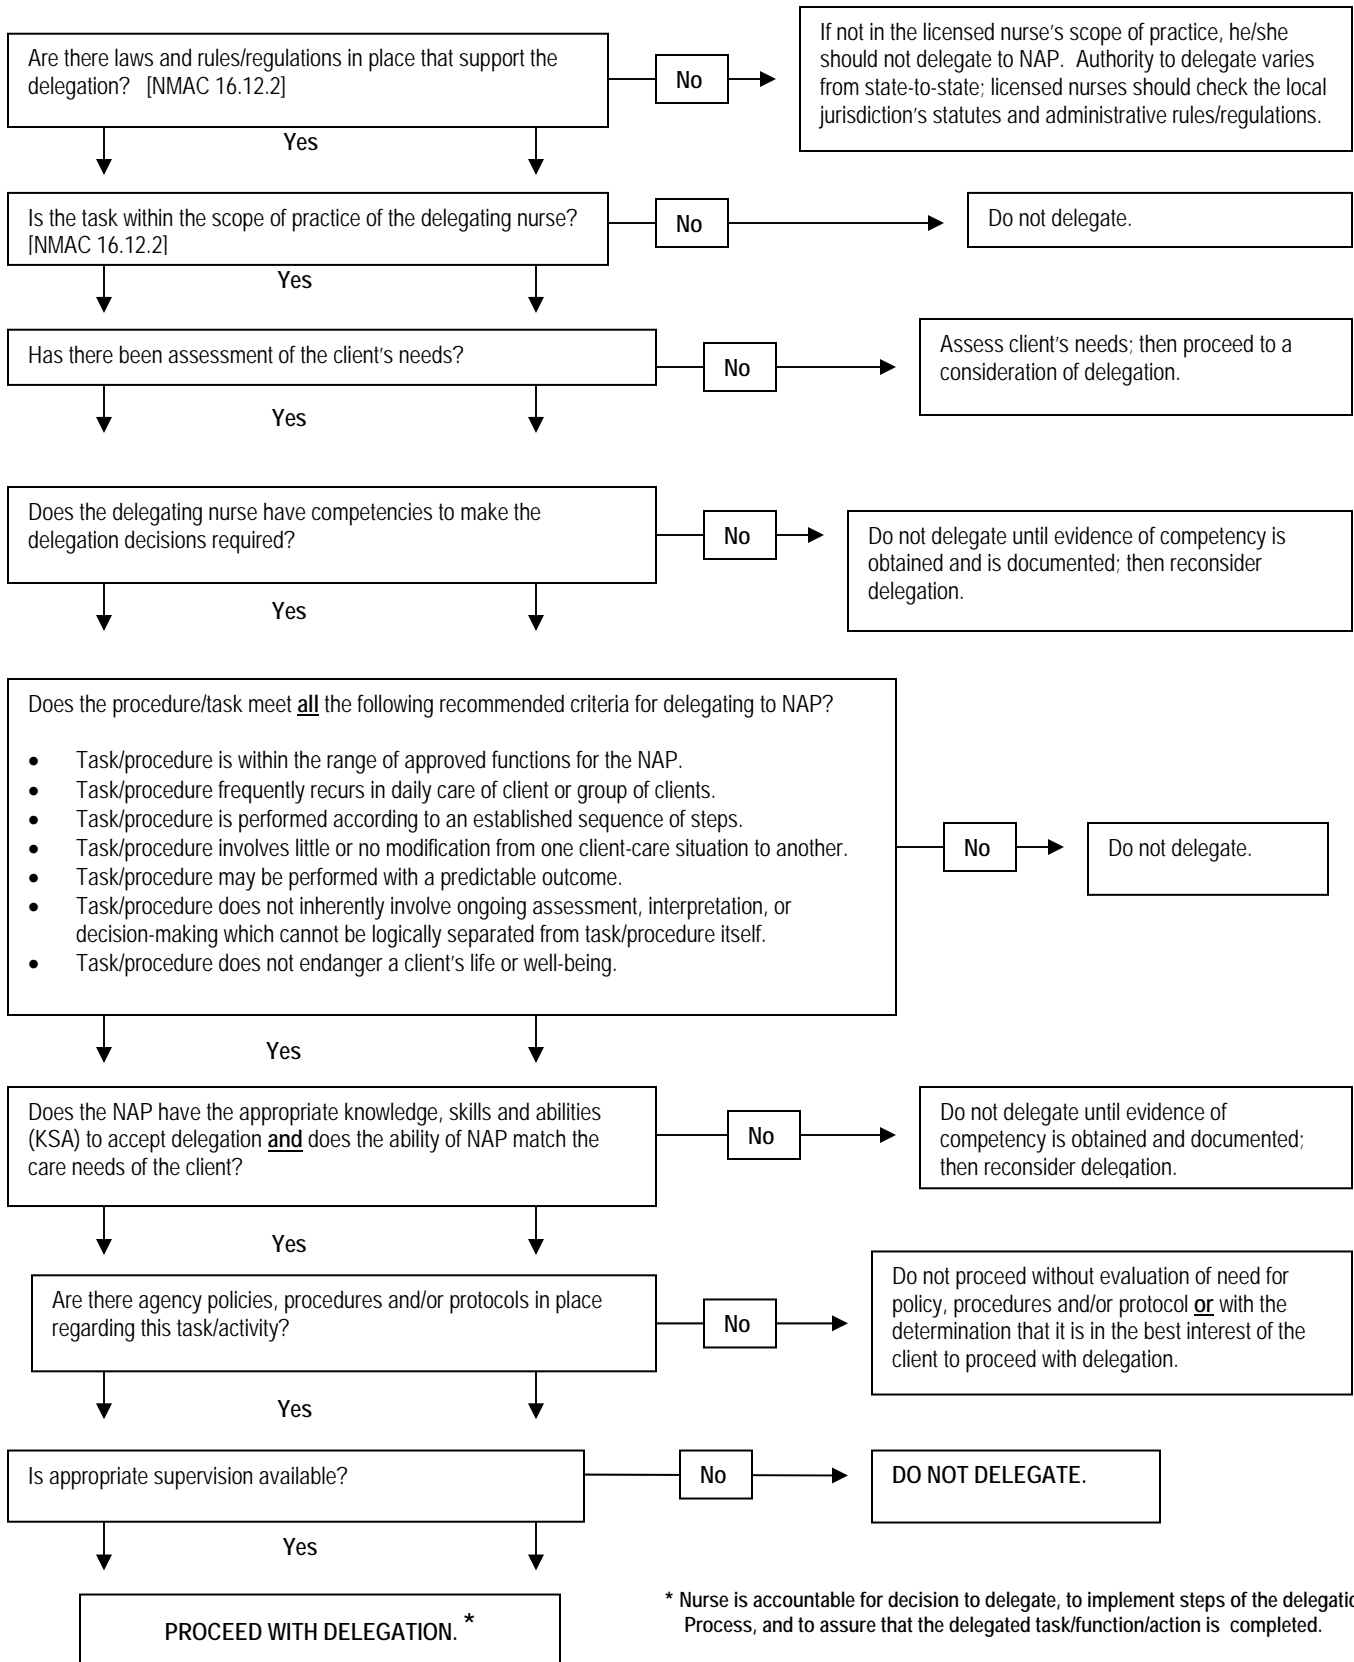 Are there laws and rules/regulations in place that support the
delegation? [NMAC 16.12.2]
No
If not in the licensed nurse's scope of practice, he/she
should not delegate to NAP. Authority to delegate varies
from state-to-state; licensed nurses should check the local
jurisdiction's statutes and administrative rules/regulations.
Yes
Is the task within the scope of practice of the delegating nurse?
[NMAC 16.12.2]
No
Do not delegate.
Yes
Has there been assessment of the client's needs?
No
Assess client's needs; then proceed to a
consideration of delegation.
Yes
Does the delegating nurse have competencies to make the
delegation decisions required?
No
Do not delegate until evidence of competency is
obtained and is documented; then reconsider
delegation.
Yes
Does the procedure/task meet all the following recommended criteria for delegating to NAP?
• Task/procedure is within the range of approved functions for the NAP.
• Task/procedure frequently recurs in daily care of client or group of clients.
• Task/procedure is performed according to an established sequence of steps.
• Task/procedure involves little or no modification from one client-care situation to another.
• Task/procedure may be performed with a predictable outcome.
• Task/procedure does not inherently involve ongoing assessment, interpretation, or
decision-making which cannot be logically separated from task/procedure itself.
• Task/procedure does not endanger a client's life or well-being.
No
Do not delegate.
Yes
Does the NAP have the appropriate knowledge, skills and abilities
(KSA) to accept delegation and does the ability of NAP match the
care needs of the client?
No
Do not delegate until evidence of
competency is obtained and documented;
then reconsider delegation.
Yes
Are there agency policies, procedures and/or protocols in place
regarding this task/activity?
No
Do not proceed without evaluation of need for
policy, procedures and/or protocol or with the
determination that it is in the best interest of the
client to proceed with delegation.
Yes
Is appropriate supervision available?
No
DO NOT DELEGATE.
Yes
PROCEED WITH DELEGATION. *
* Nurse is accountable for decision to delegate, to implement steps of the delegatio
Process, and to assure that the delegated task/function/action is completed.